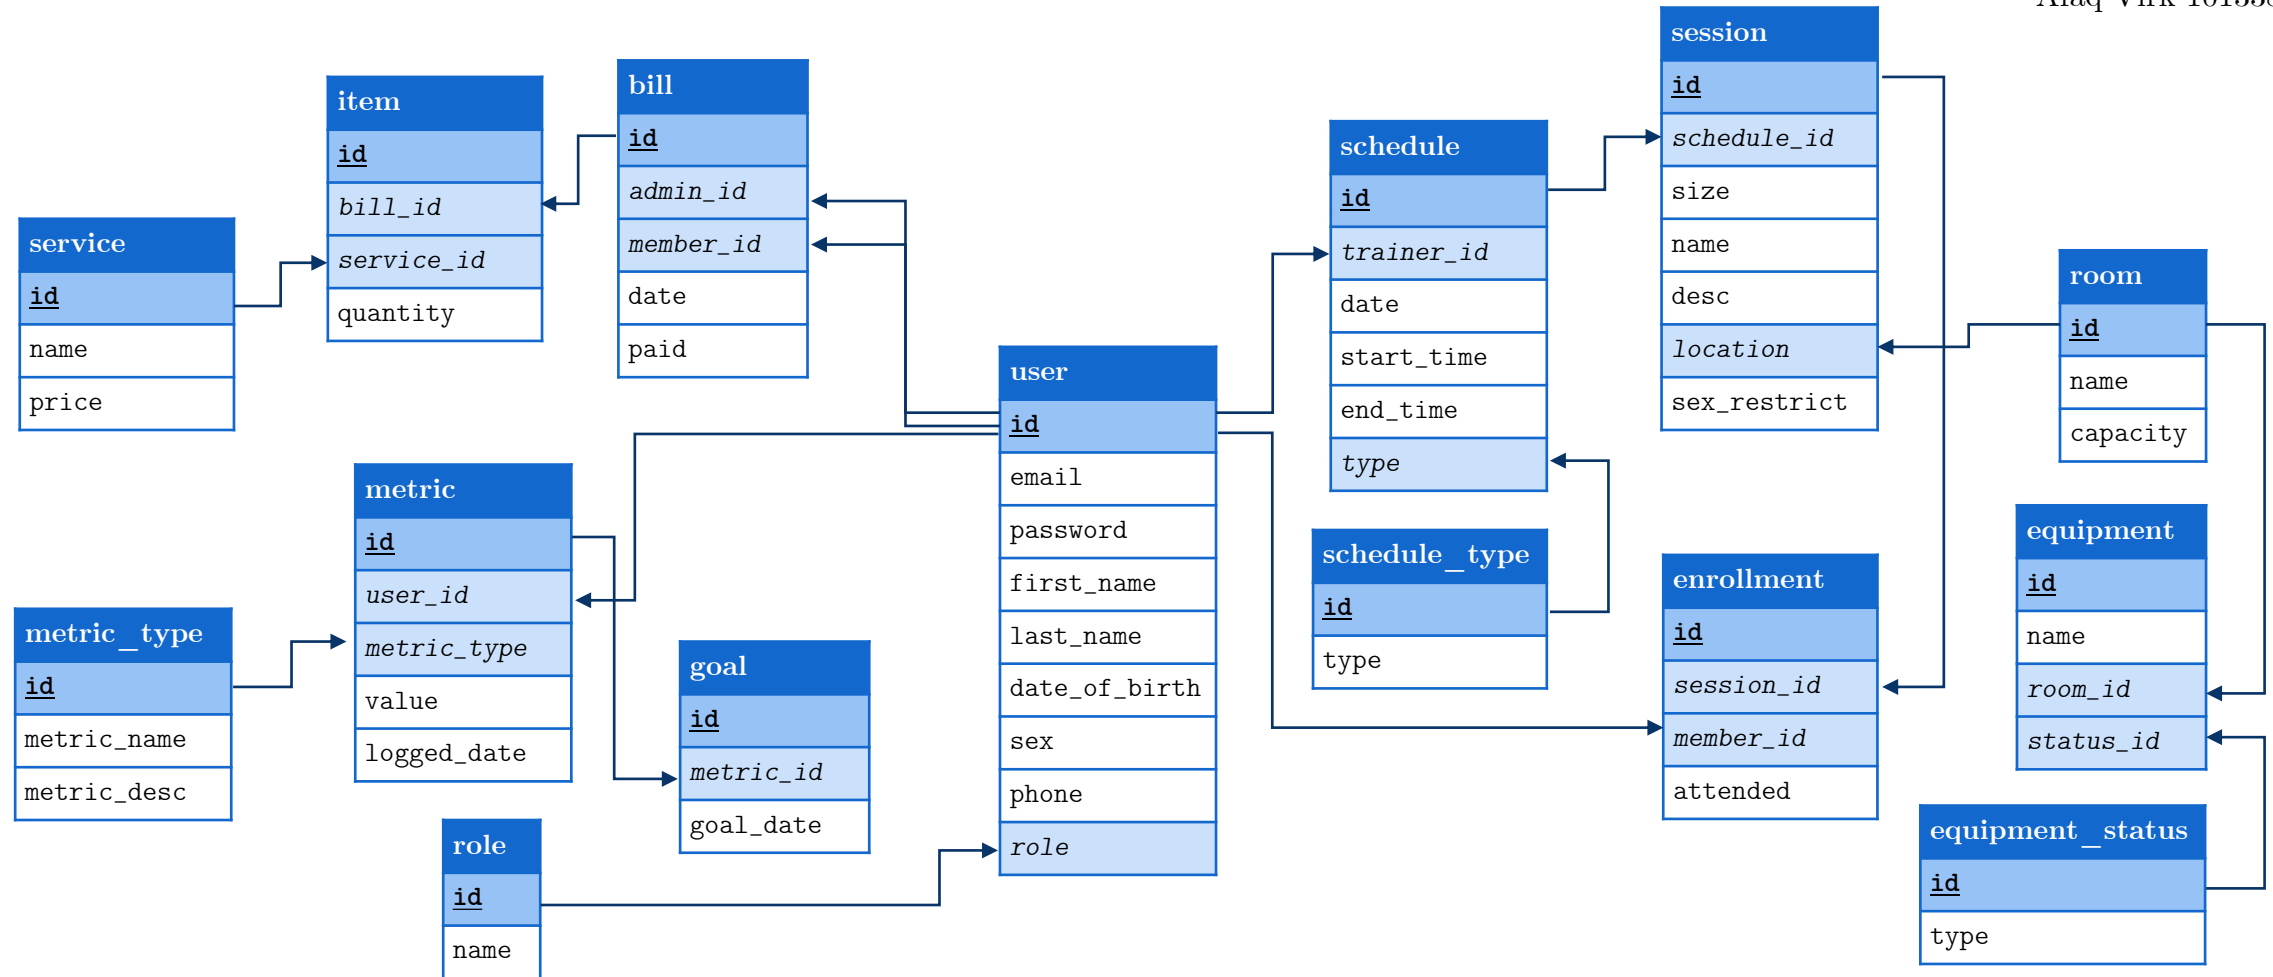 service
id
name
price
item
id
bill_id
service_id
quantity
bill
id
admin_id
member_id
date
paid
metric_type
id
metric_name
metric_desc
metric
id
user_id
metric_type
value
logged_date
goal
id
metric_id
goal_date
role
id
name
user
id
email
password
first_name
last_name
date_of_birth
sex
phone
role
schedule
id
trainer_id
date
start_time
end_time
type
schedule_type
id
type
session
id
schedule_id
size
name
desc
location
sex_restrict
enrollment
id
session_id
member_id
attended
room
id
name
capacity
equipment
id
name
room_id
status_id
equipment_status
id
type